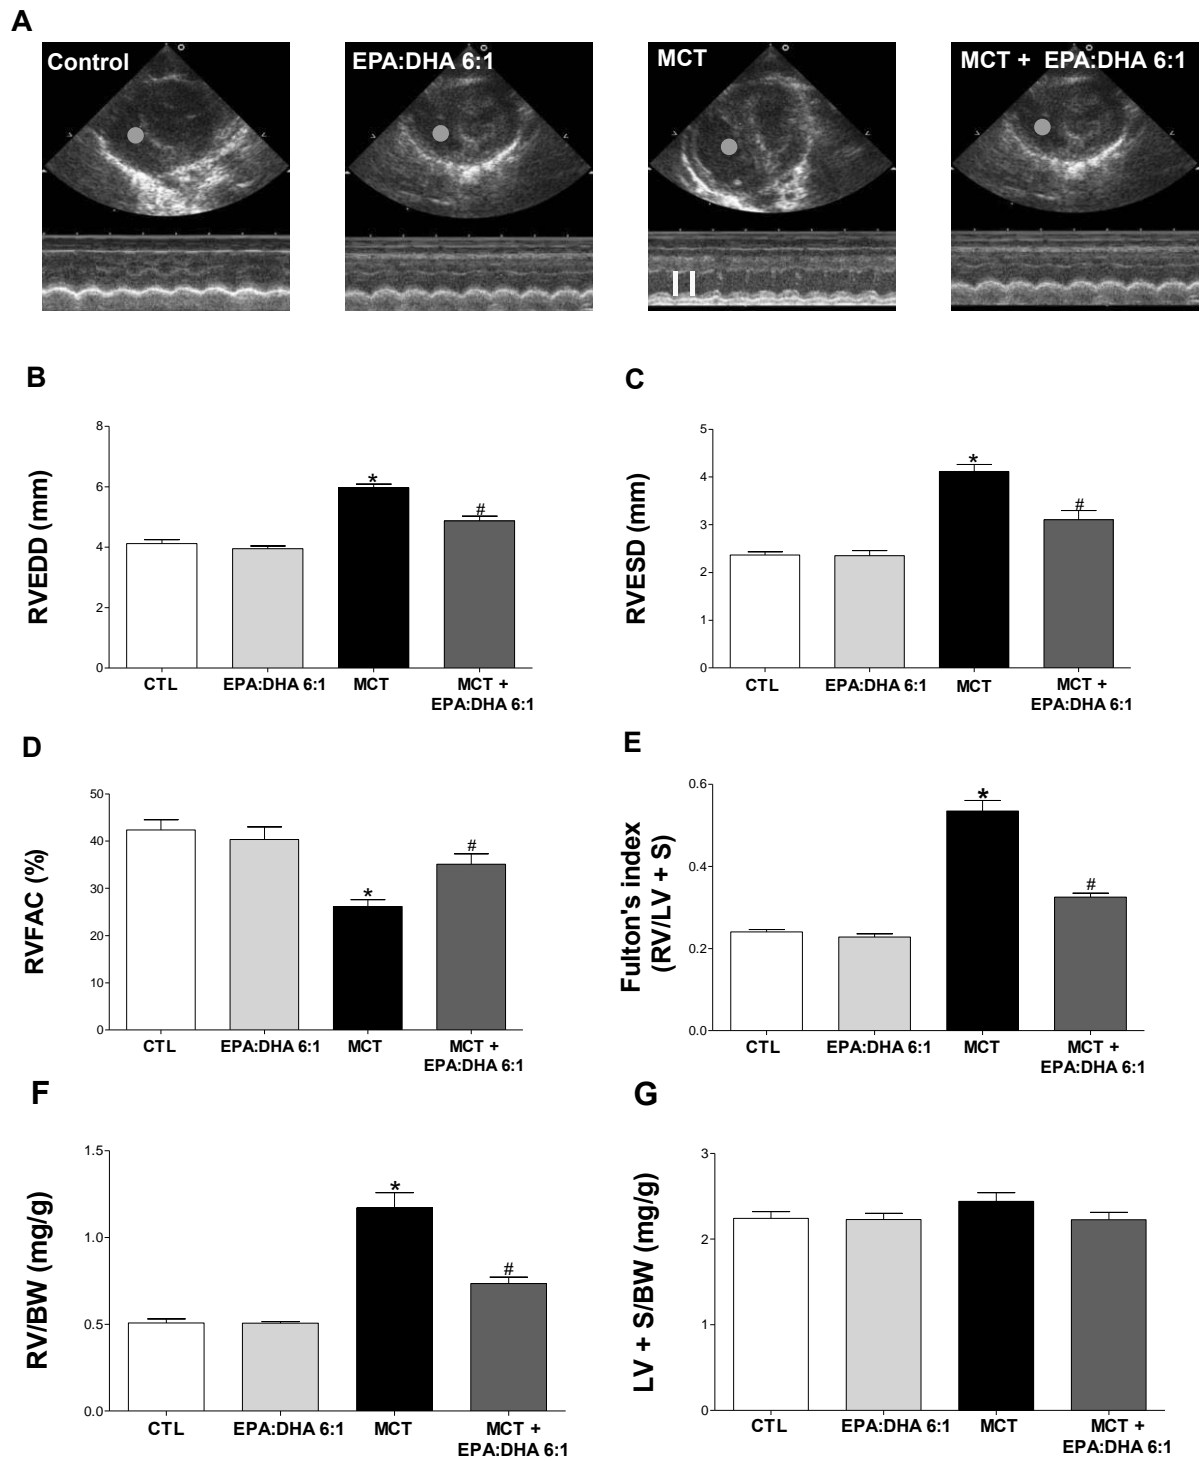 A
Control
EPA:DHA 6:1
MCT
MCT + EPA:DHA 6:1
B
RVEDD (mm)
8
6
4
2
0
CTL
EPA:DHA 6:1
MCT
MCT +
EPA:DHA 6:1
*
#
C
RVESD (mm)
5
4
3
2
1
0
CTL
EPA:DHA 6:1
MCT
MCT +
EPA:DHA 6:1
*
#
D
RVFAC (%)
50
40
30
20
10
0
CTL
EPA:DHA 6:1
MCT
MCT +
EPA:DHA 6:1
*
#
E
Fulton's index
(RV/LV + S)
0.6
0.4
0.2
0.0
CTL
EPA:DHA 6:1
MCT
MCT +
EPA:DHA 6:1
*
#
F
RV/BW (mg/g)
1.5
1.0
0.5
0.0
CTL
EPA:DHA 6:1
MCT
MCT +
EPA:DHA 6:1
*
#
G
LV + S/BW (mg/g)
3
2
1
0
CTL
EPA:DHA 6:1
MCT
MCT +
EPA:DHA 6:1